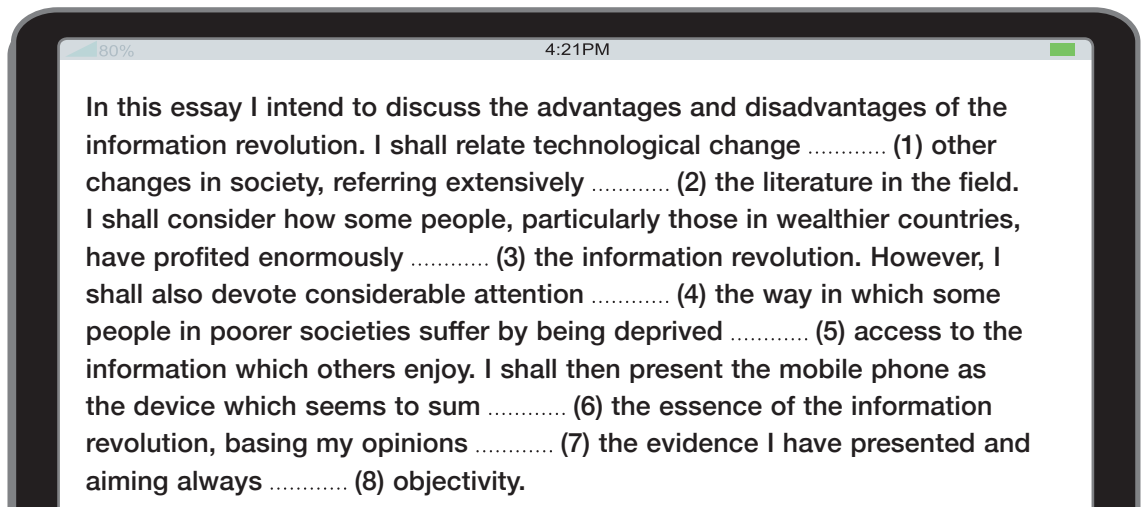 80% 4:21PM
In this essay I intend to discuss the advantages and disadvantages of the
information revolution. I shall relate technological change ............ (1) other
changes in society, referring extensively ............ (2) the literature in the field.
I shall consider how some people, particularly those in wealthier countries,
have profited enormously ............ (3) the information revolution. However, I
shall also devote considerable attention ............ (4) the way in which some
people in poorer societies suffer by being deprived ............ (5) access to the
information which others enjoy. I shall then present the mobile phone as
the device which seems to sum ............ (6) the essence of the information
revolution, basing my opinions ............ (7) the evidence I have presented and
aiming always ............ (8) objectivity.